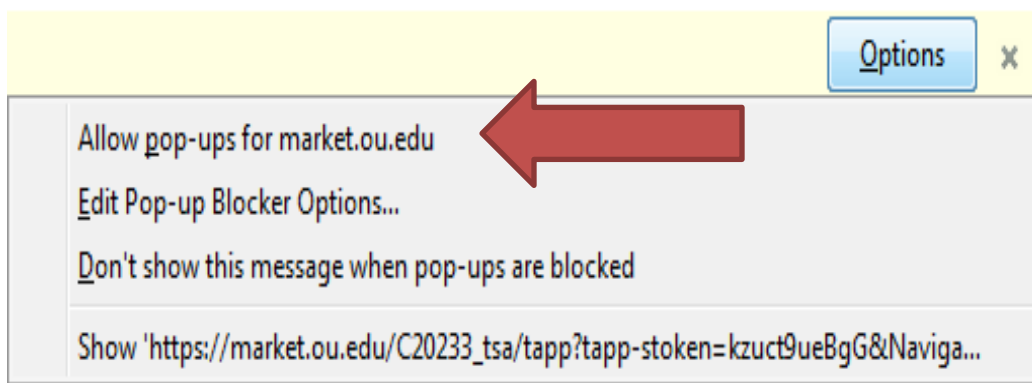 Options
Allow pop-ups for market.ou.edu
Edit Pop-up Blocker Options...
Don't show this message when pop-ups are blocked
Show 'https://market.ou.edu/C20233_tsa/tapp?tapp-stoken=kzuct9ueBgG&Naviga...